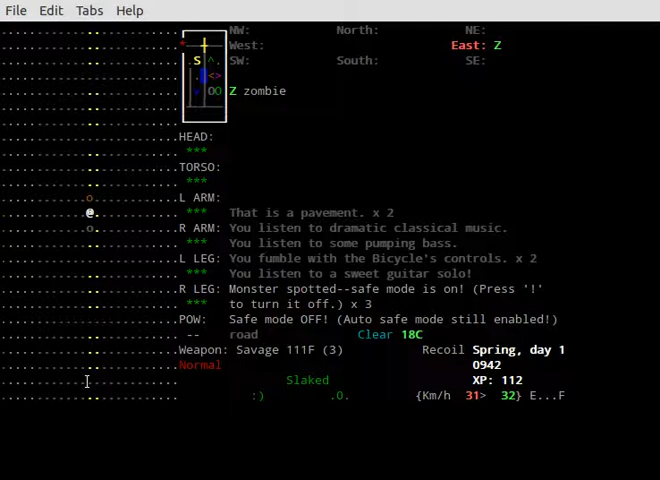 File Edit Tabs Help
NW: North: NE:
West: East: Z
SW: South: SE:
S ^.
<>
OO Z zombie
HEAD:
***
TORSO:
***
L ARM:
*** That is a pavement. x 2
R ARM: You listen to dramatic classical music.
*** You listen to some pumping bass.
L LEG: You fumble with the Bicycle's controls. x 2
*** You listen to a sweet guitar solo!
R LEG: Monster spotted--safe mode is on! (Press '!'
*** to turn it off.) x 3
POW: Safe mode OFF! (Auto safe mode still enabled!)
-- road Clear 18C
Weapon: Savage 111F (3) Recoil Spring, day 1
Normal 0942
Slaked XP: 112
:) .O. {Km/h 31> 32} E...F
o
@
o